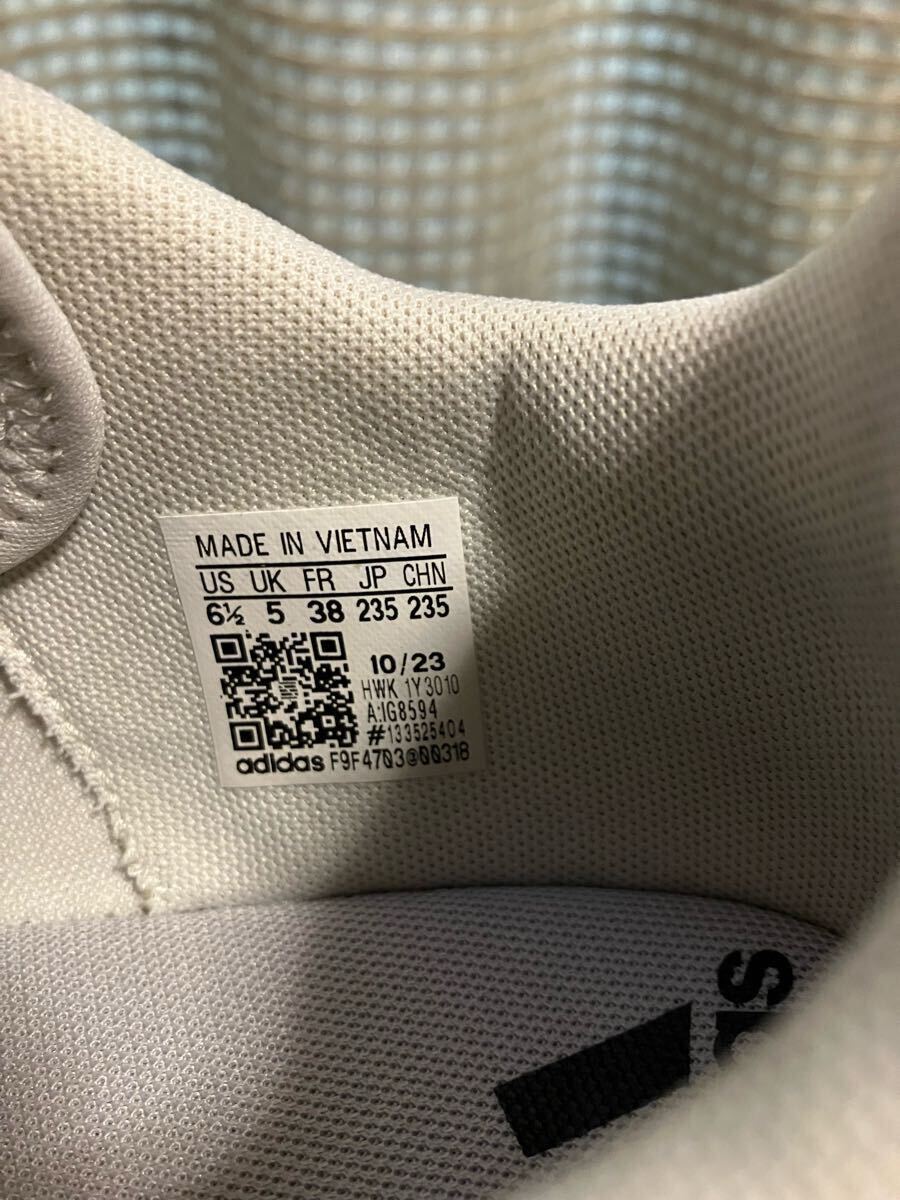 MADE IN VIETNAM
US UK FR JP CHN
6½ 5 38 235 235
10/23
HWK 1Y3010
A:IG8594
#133525404
adidas F9F4703@00318